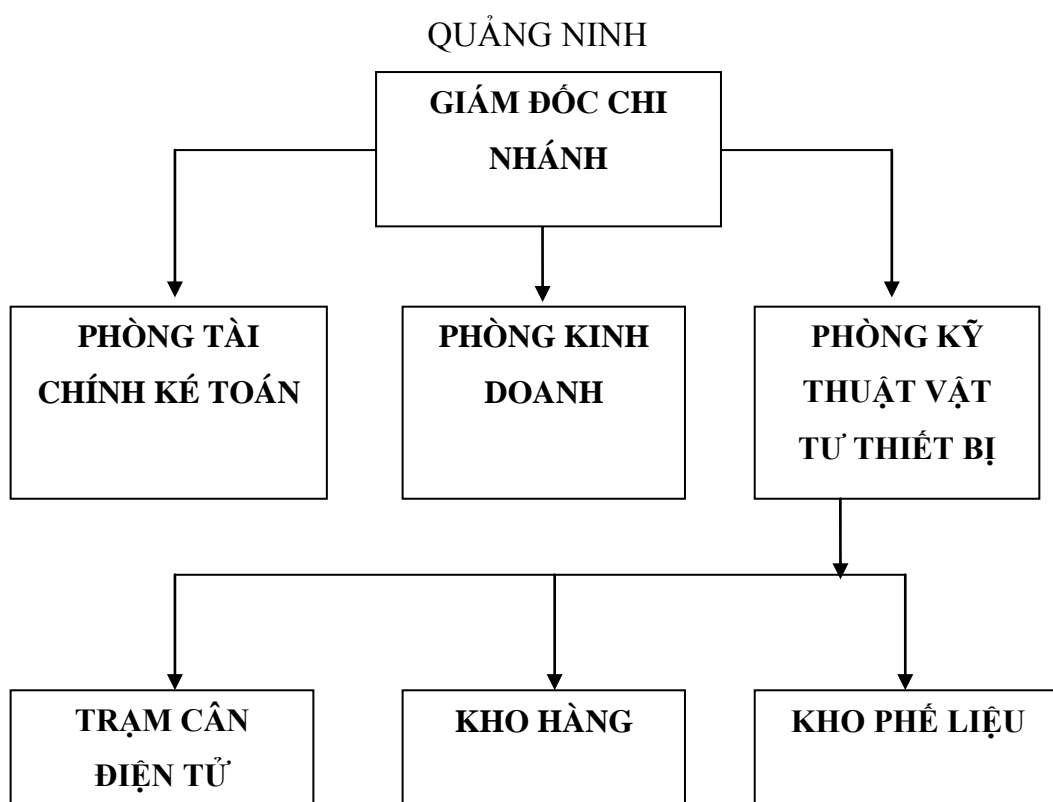 QUẢNG NINH
GIÁM ĐỐC CHI
NHÁNH
PHÒNG TÀI
CHÍNH KÉ TOÁN
PHÒNG KINH
DOANH
PHÒNG KỸ
THUẬT VẬT
TƯ THIẾT BỊ
TRẠM CÂN
ĐIỆN TỬ
KHO HÀNG
KHO PHẾ LIỆU